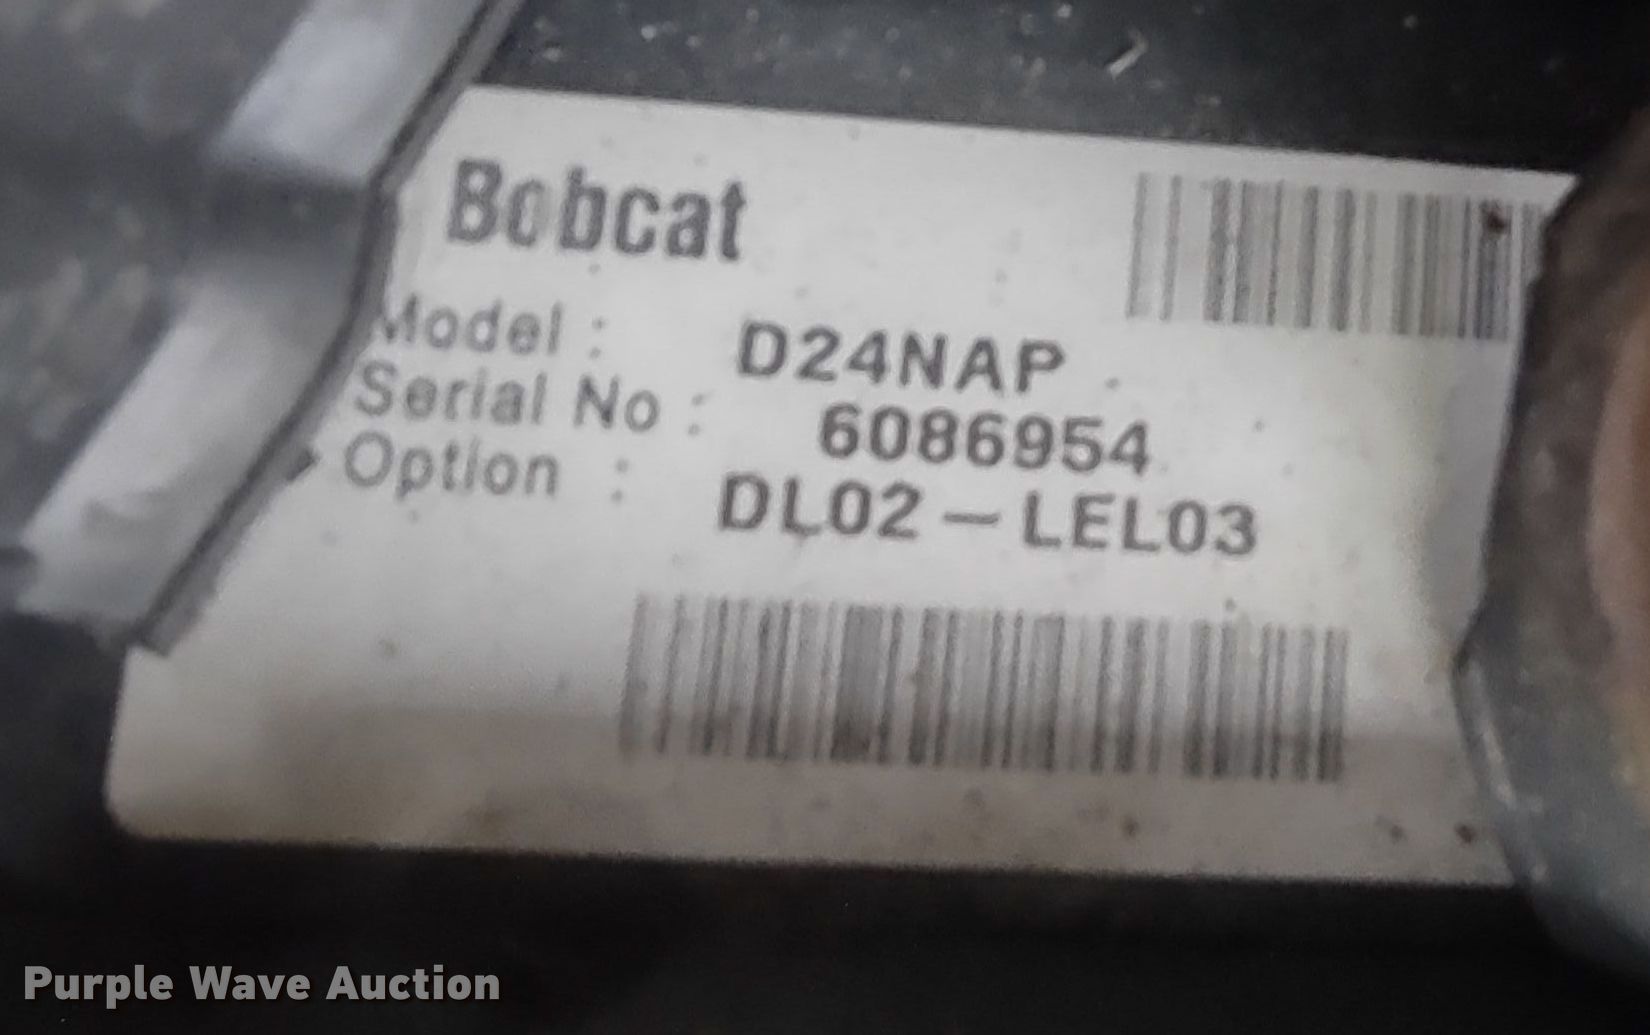 Bobcat
Model : D24NAP
Serial No : 6086954
Option : DL02-LEL03
Purple Wave Auction